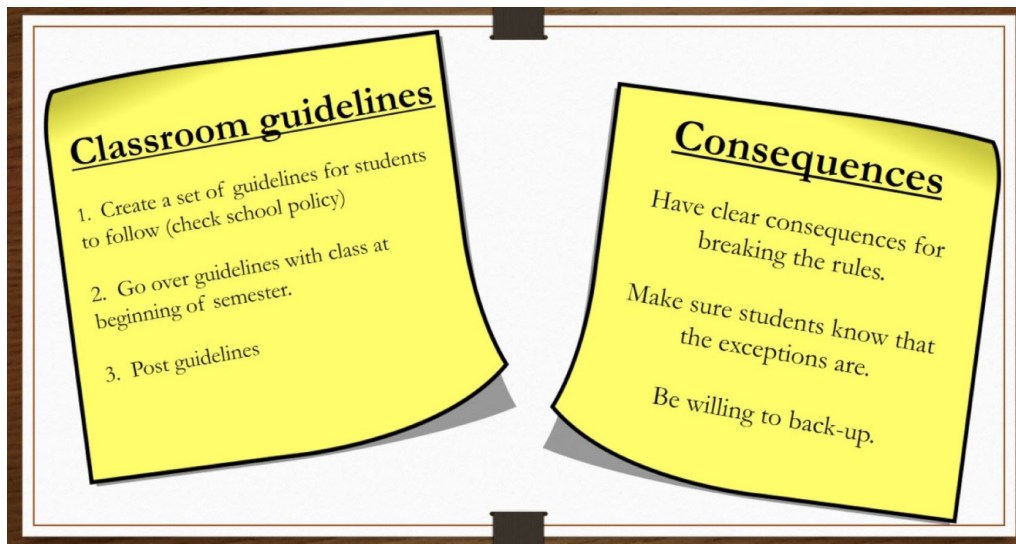 Classroom guidelines
1. Create a set of guidelines for students
to follow (check school policy)
2. Go over guidelines with class at
beginning of semester.
3. Post guidelines
Consequences
Have clear consequences for
breaking the rules.
Make sure students know that
the exceptions are.
Be willing to back-up.